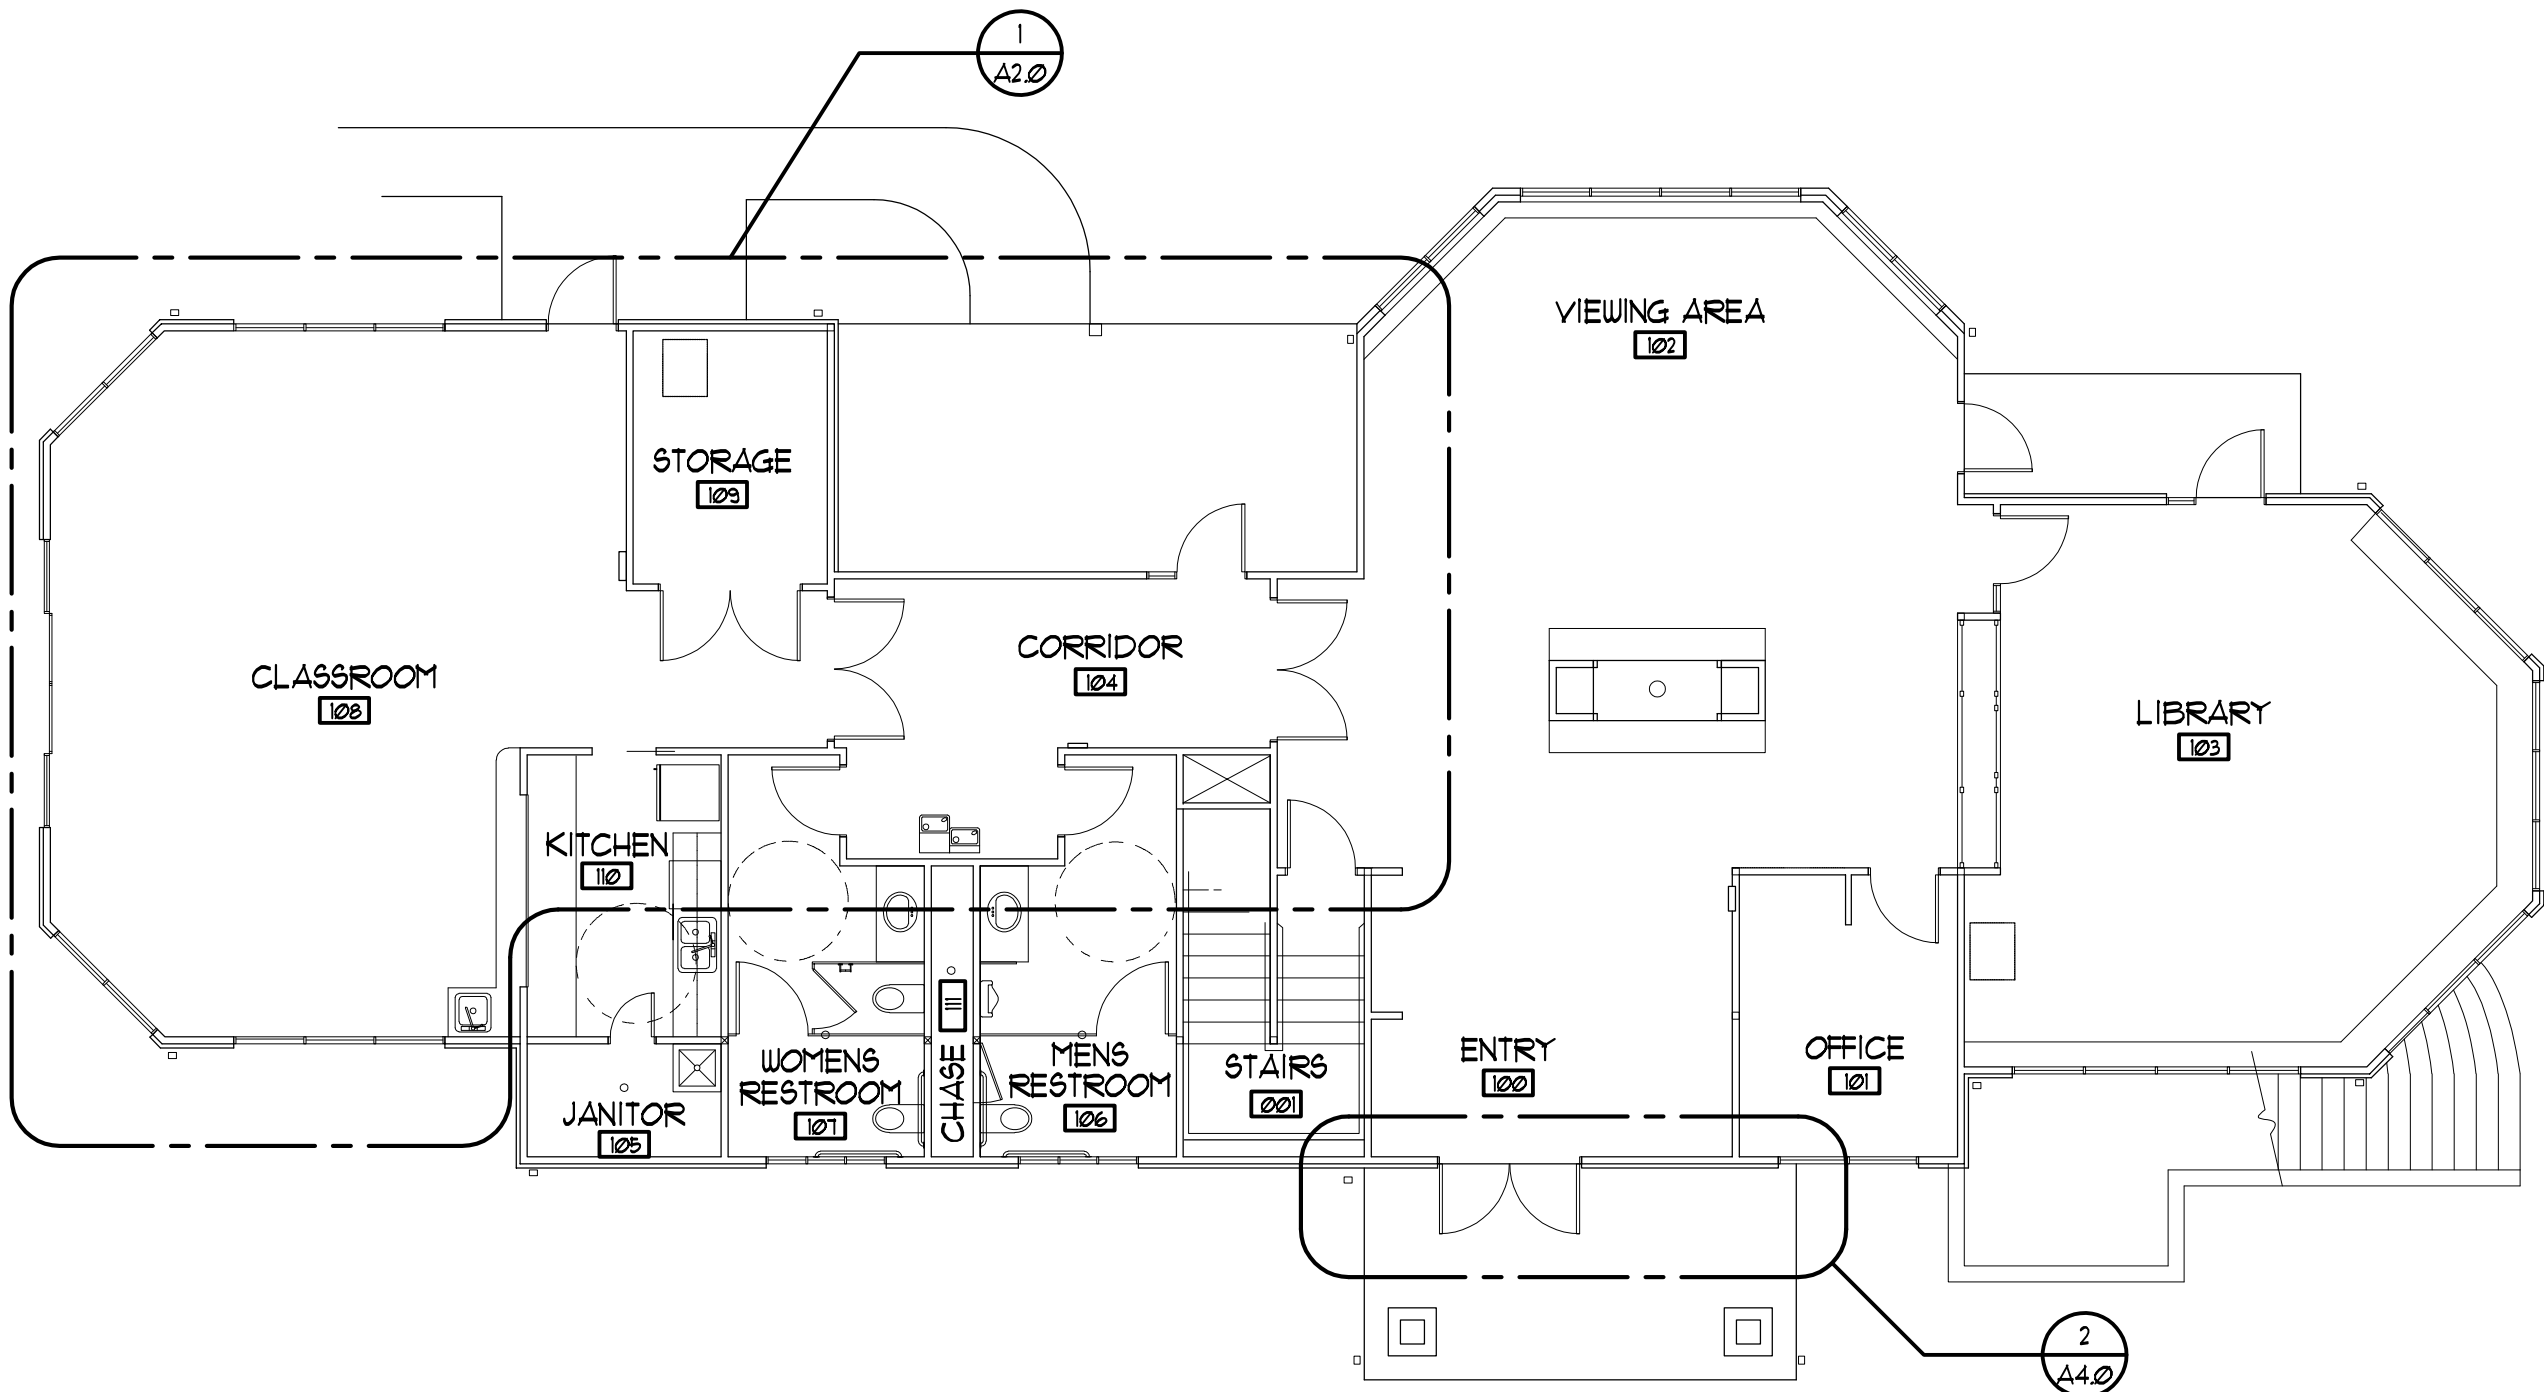 1
A2.0
VIEWING AREA
102
STORAGE
109
CORRIDOR
104
CLASSROOM
108
LIBRARY
103
KITCHEN
110
111
CHASE
WOMENS
RESTROOM
107
MENS
RESTROOM
106
STAIRS
001
ENTRY
100
OFFICE
101
JANITOR
105
2
A4.0